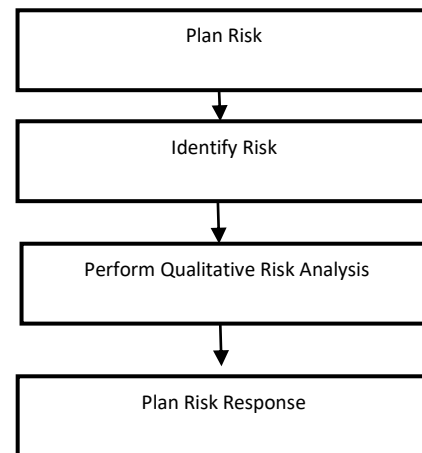 Plan Risk
Identify Risk
Perform Qualitative Risk Analysis
Plan Risk Response